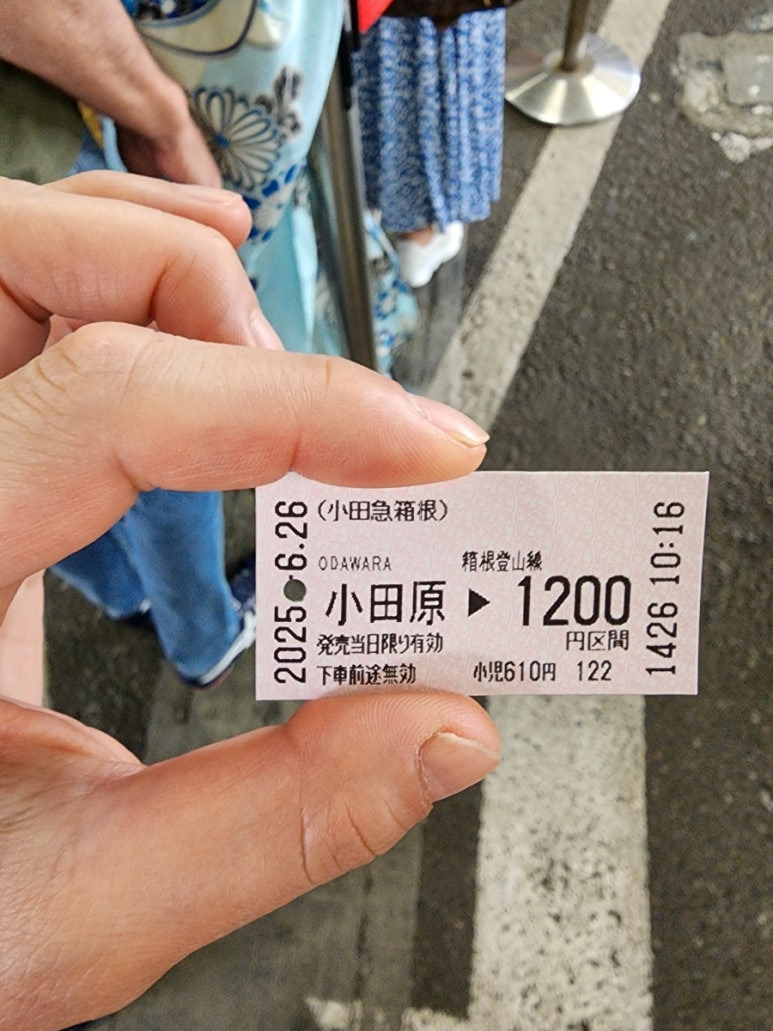 2025.-6.26
(小田急箱根)
ODAWARA 箱根登山線
小田原 ▶ 1200
発売当日限り有効 円区間
下車前途無効 小児610円 122
1426 10:16